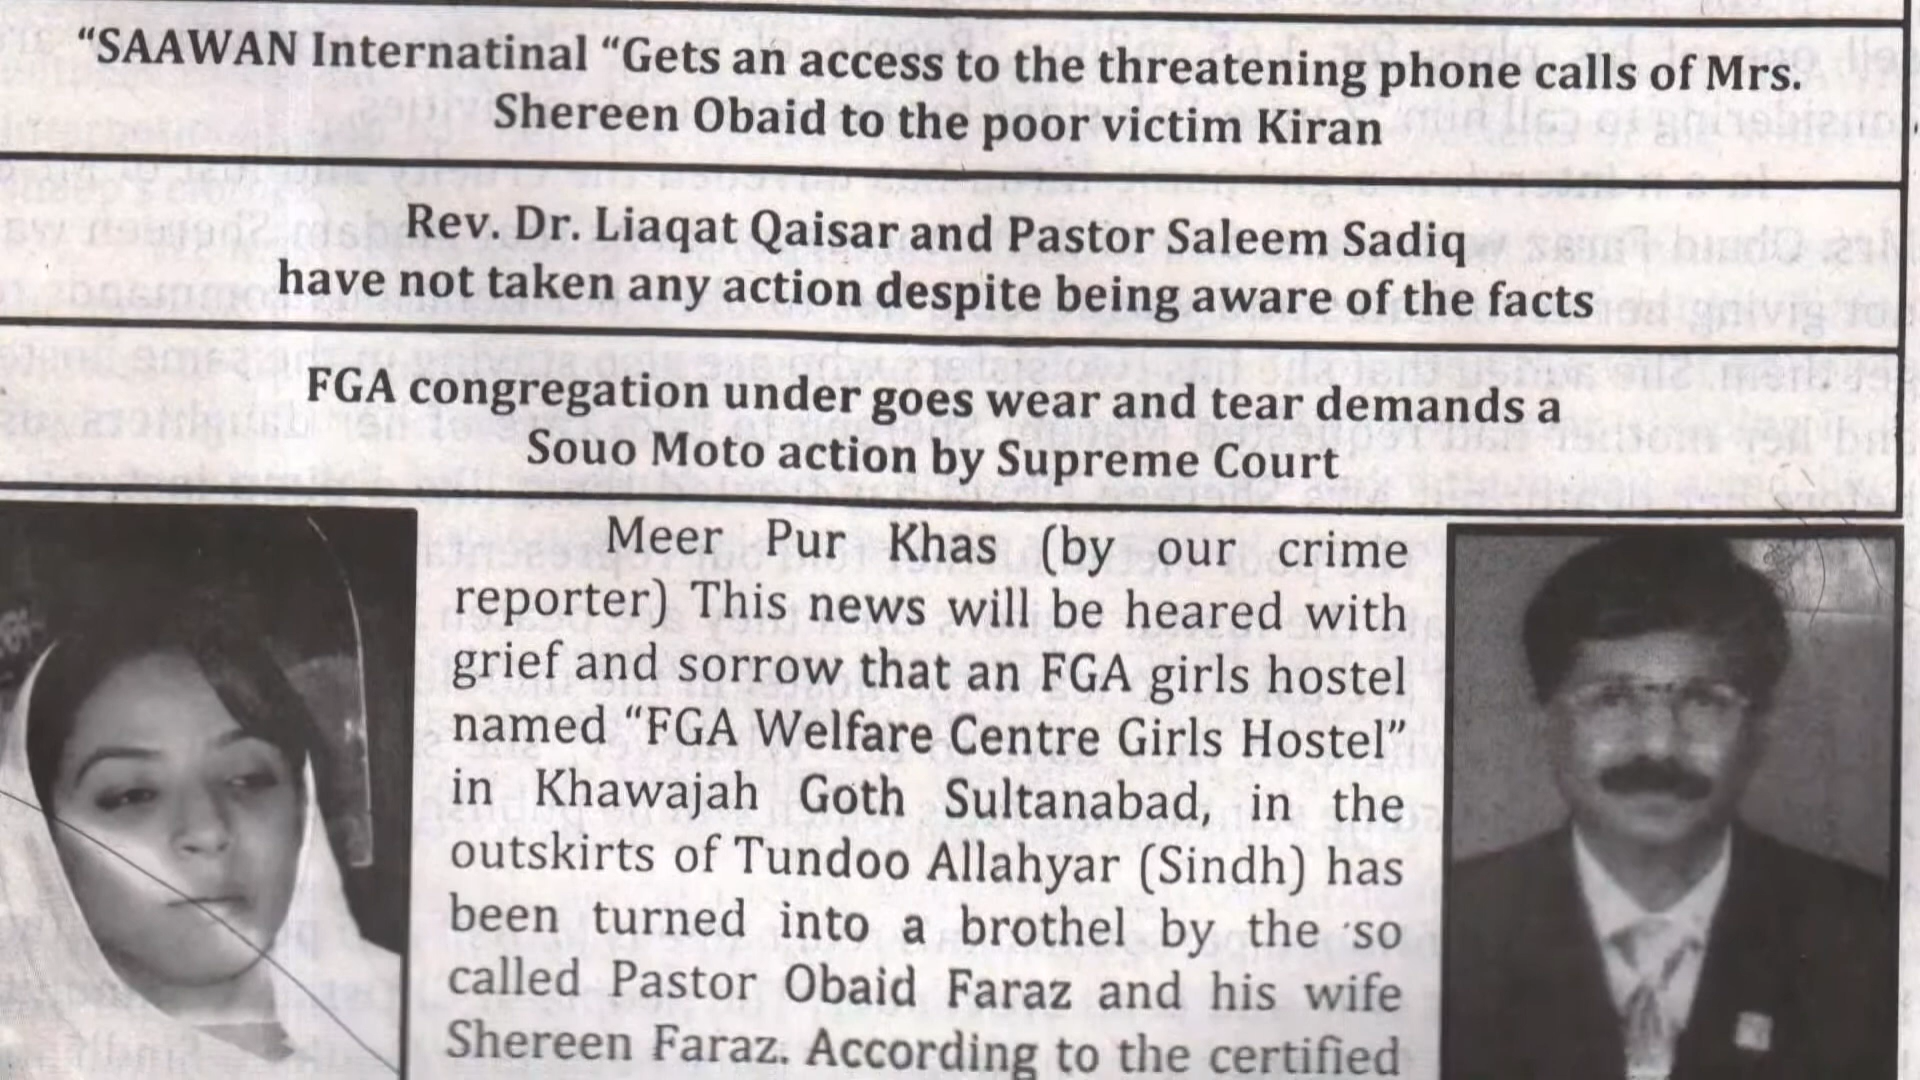 “SAAWAN Internatinal “Gets an access to the threatening phone calls of Mrs.
Shereen Obaid to the poor victim Kiran
Rev. Dr. Liaqat Qaisar and Pastor Saleem Sadiq
have not taken any action despite being aware of the facts
FGA congregation under goes wear and tear demands a
Souo Moto action by Supreme Court
Meer Pur Khas (by our crime
reporter) This news will be heared with
grief and sorrow that an FGA girls hostel
named “FGA Welfare Centre Girls Hostel”
in Khawajah Goth Sultanabad, in the
outskirts of Tundoo Allahyar (Sindh) has
been turned into a brothel by the so
called Pastor Obaid Faraz and his wife
Shereen Faraz. According to the certified